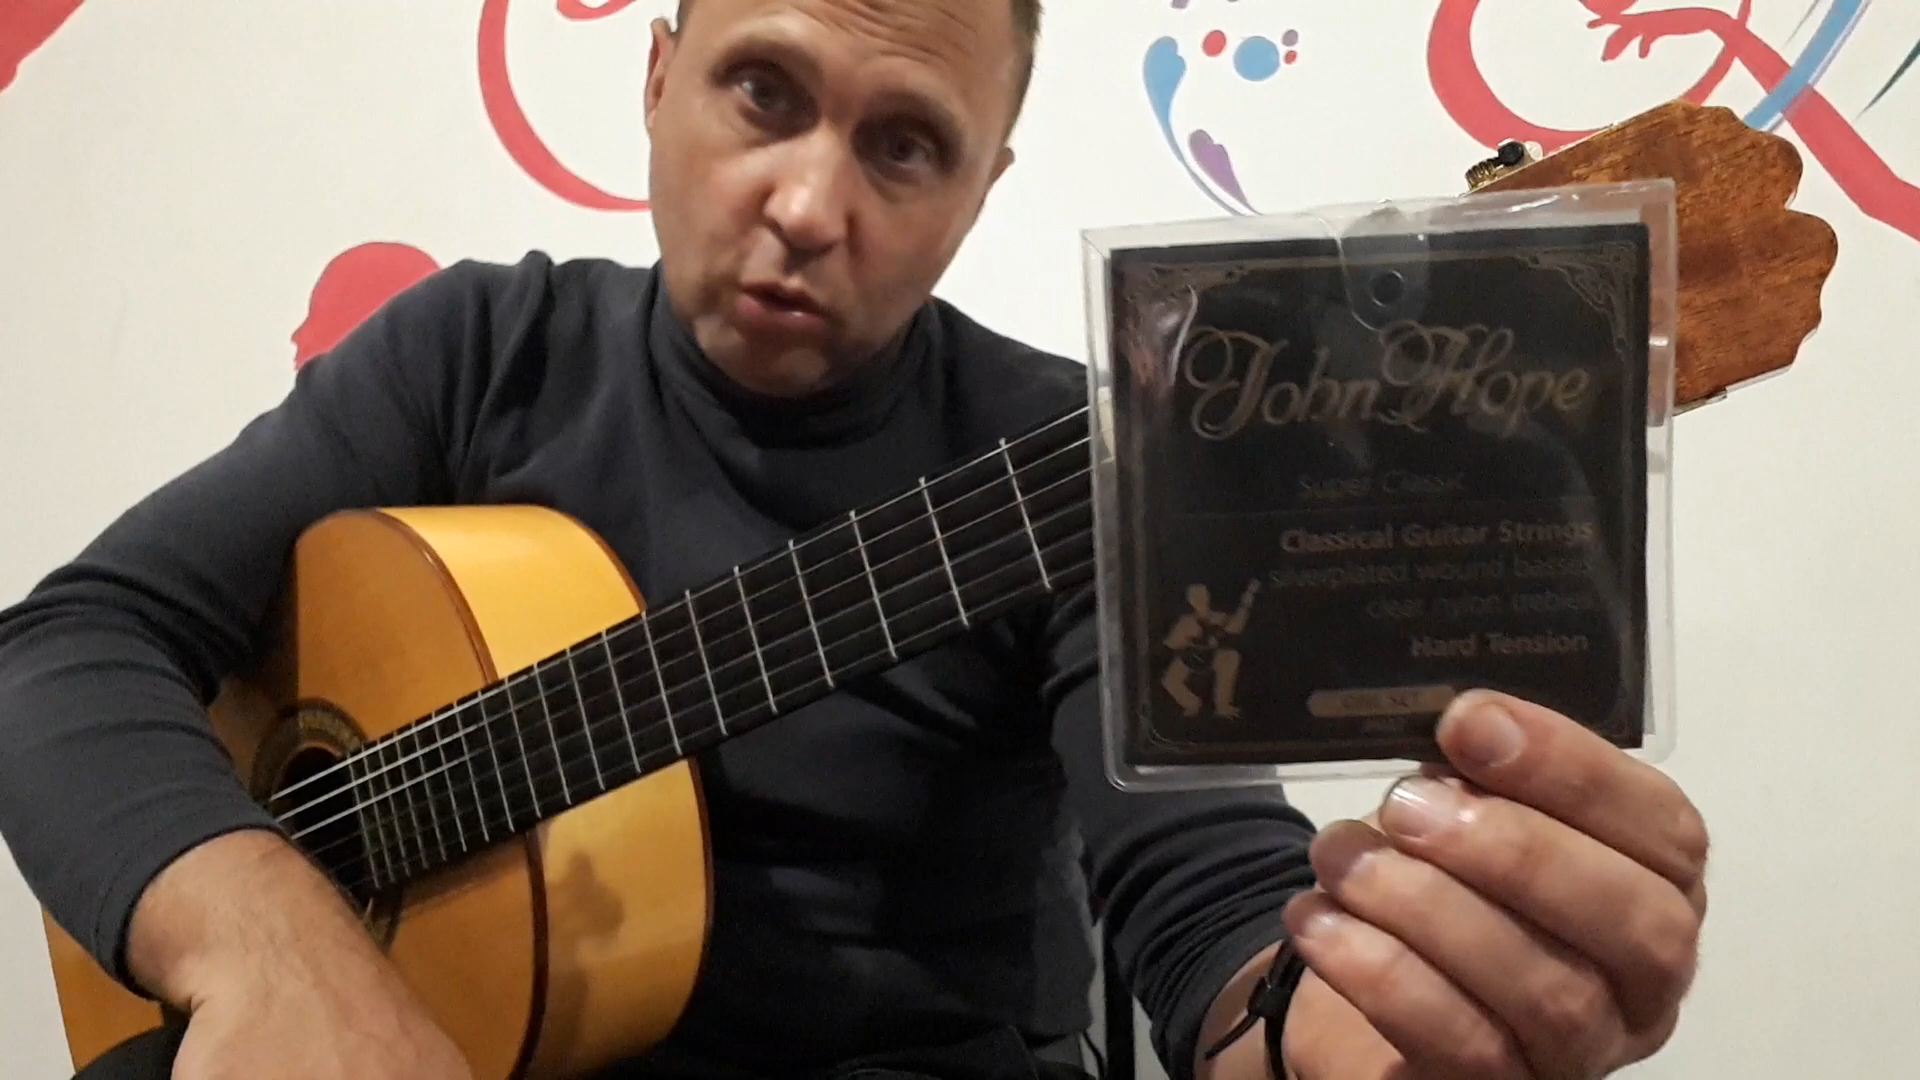 John Hope
Super Classic
Classical Guitar Strings
silverplated wound basses
clear nylon trebles
Hard Tension